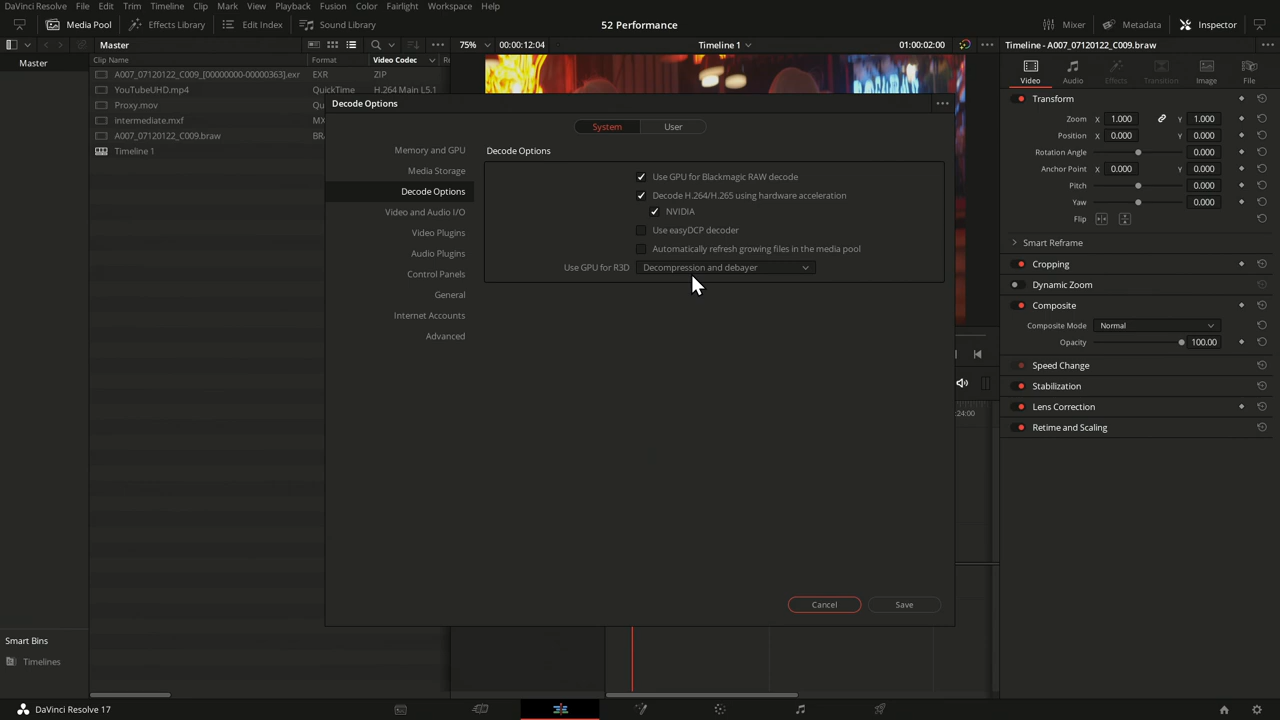 DaVinci Resolve File Edit Trim Timeline Clip Mark View Playback Fusion Color Fairlight Workspace Help
Media Pool Effects Library Edit Index Sound Library 52 Performance Mixer Metadata Inspector
Master 75% 00:00:12:04 Timeline 1 01:00:02:00 Timeline - A007_07120122_C009.braw
Clip Name Format Video Codec Re
Master
A007_07120122_C009_[00000000-00000363].exr EXR ZIP
YouTubeUHD.mp4 QuickTime H.264 Main L5.1
Proxy.mov Qu
intermediate.mxf MX
A007_07120122_C009.braw BR
Timeline 1
Smart Bins
Timelines
Decode Options
System User
Memory and GPU
Media Storage
Decode Options
Video and Audio I/O
Video Plugins
Audio Plugins
Control Panels
General
Internet Accounts
Advanced
Decode Options
Use GPU for Blackmagic RAW decode
Decode H.264/H.265 using hardware acceleration
NVIDIA
Use easyDCP decoder
Automatically refresh growing files in the media pool
Use GPU for R3D Decompression and debayer
Cancel Save
:24:00
Video Audio Effects Transition Image File
Transform
Zoom X 1.000 Y 1.000
Position X 0.000 Y 0.000
Rotation Angle 0.000
Anchor Point X 0.000 Y 0.000
Pitch 0.000
Yaw 0.000
Flip
Smart Reframe
Cropping
Dynamic Zoom
Composite
Composite Mode Normal
Opacity 100.00
Speed Change
Stabilization
Lens Correction
Retime and Scaling
DaVinci Resolve 17